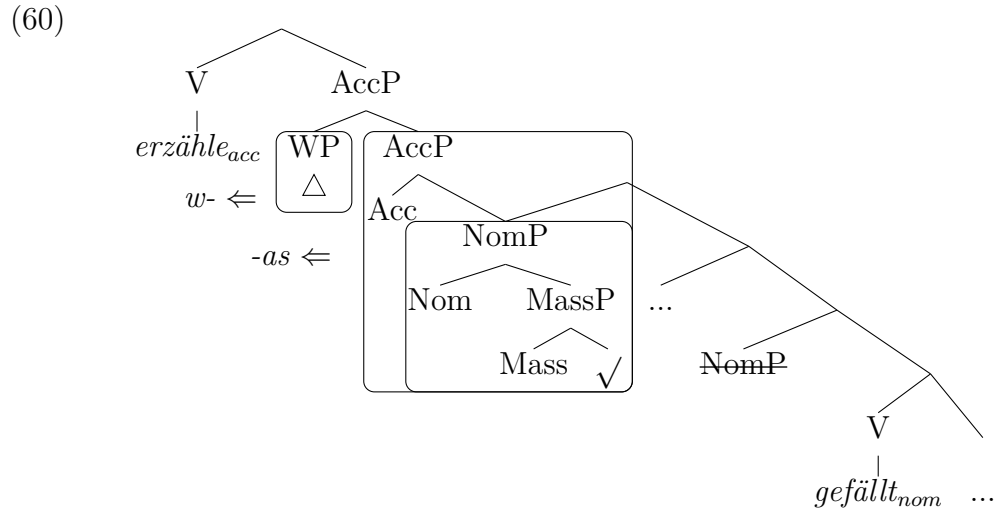 (60)
V AccP
erzähle_acc WP AccP
△
w- ⇐ Acc
-as ⇐ NomP
Nom MassP ...
Mass √ NomP
V
gefällt_nom ...